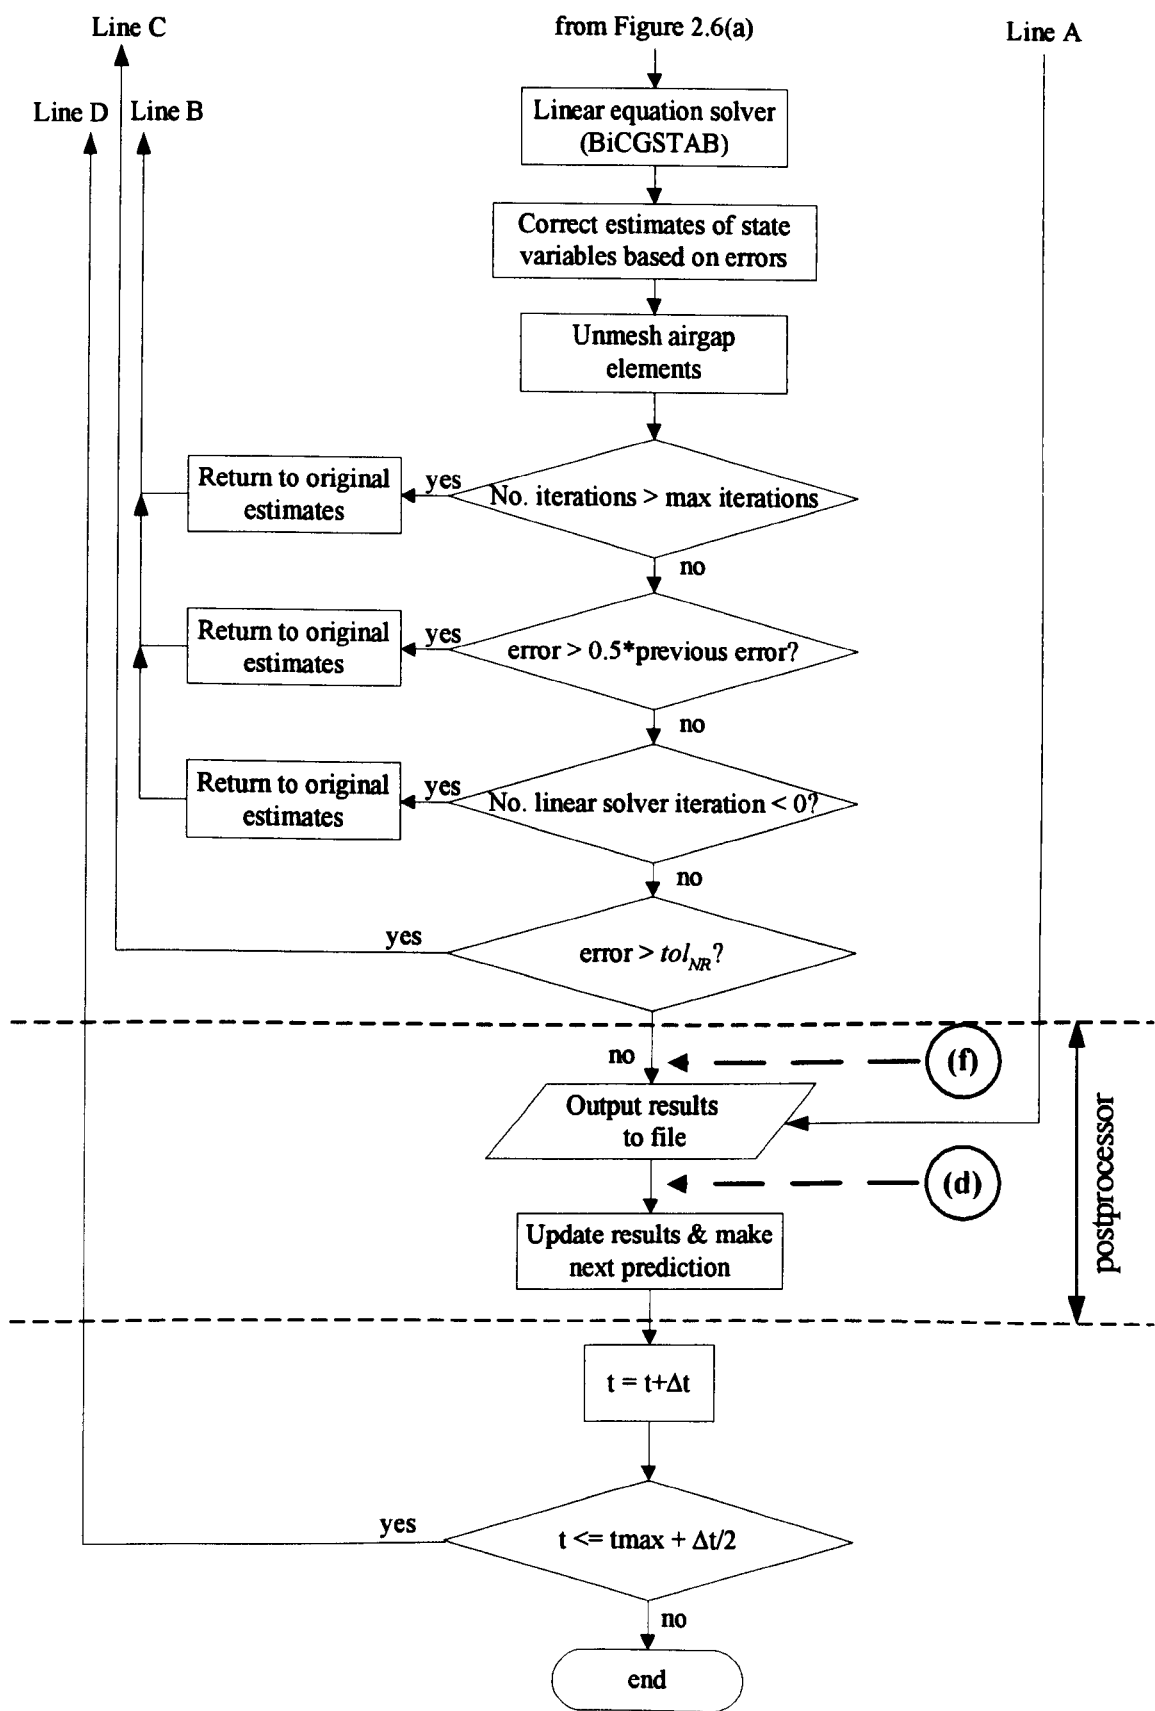 Line C
from Figure 2.6(a)
Line A
Line D
Line B
Linear equation solver
(BiCGSTAB)
Correct estimates of state
variables based on errors
Unmesh airgap
elements
Return to original
estimates
yes
No. iterations > max iterations
no
Return to original
estimates
yes
error > 0.5*previous error?
no
Return to original
estimates
yes
No. linear solver iteration < 0?
no
yes
error > tol_NR?
no
(f)
Output results
to file
(d)
Update results & make
next prediction
postprocessor
t = t+Δt
yes
t <= tmax + Δt/2
no
end